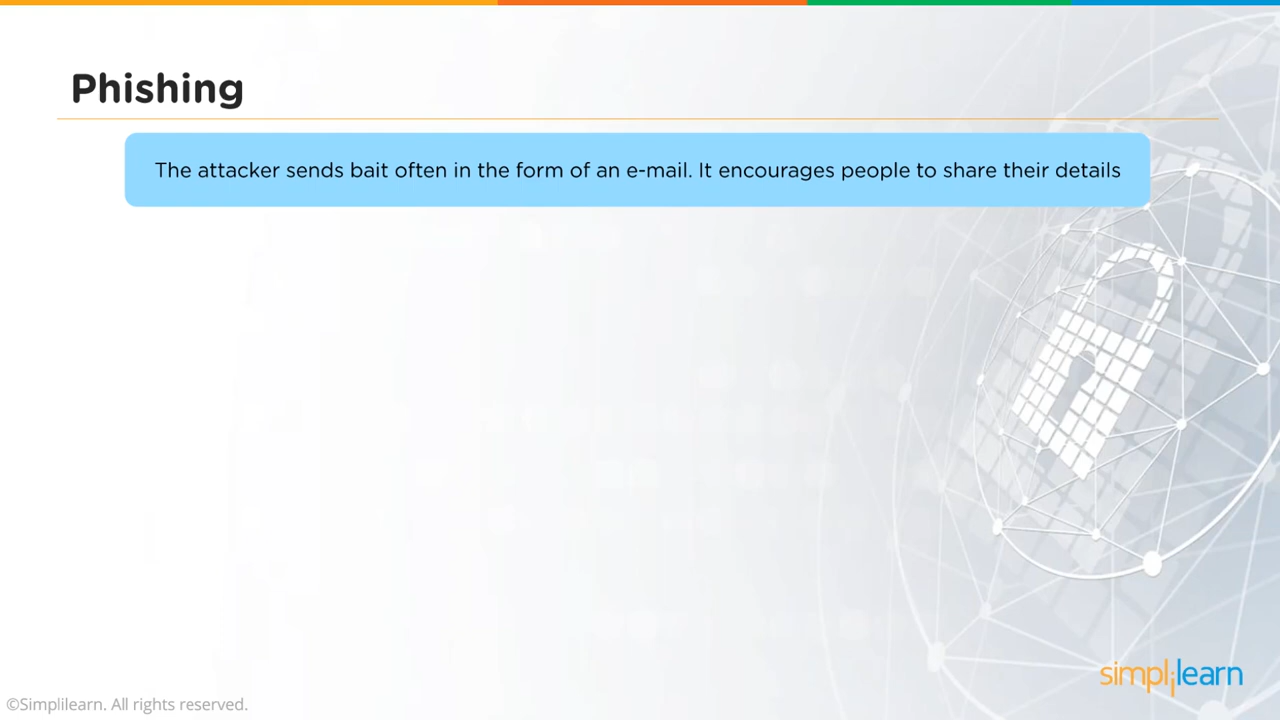 Phishing
The attacker sends bait often in the form of an e-mail. It encourages people to share their details
simplilearn
©Simplilearn. All rights reserved.